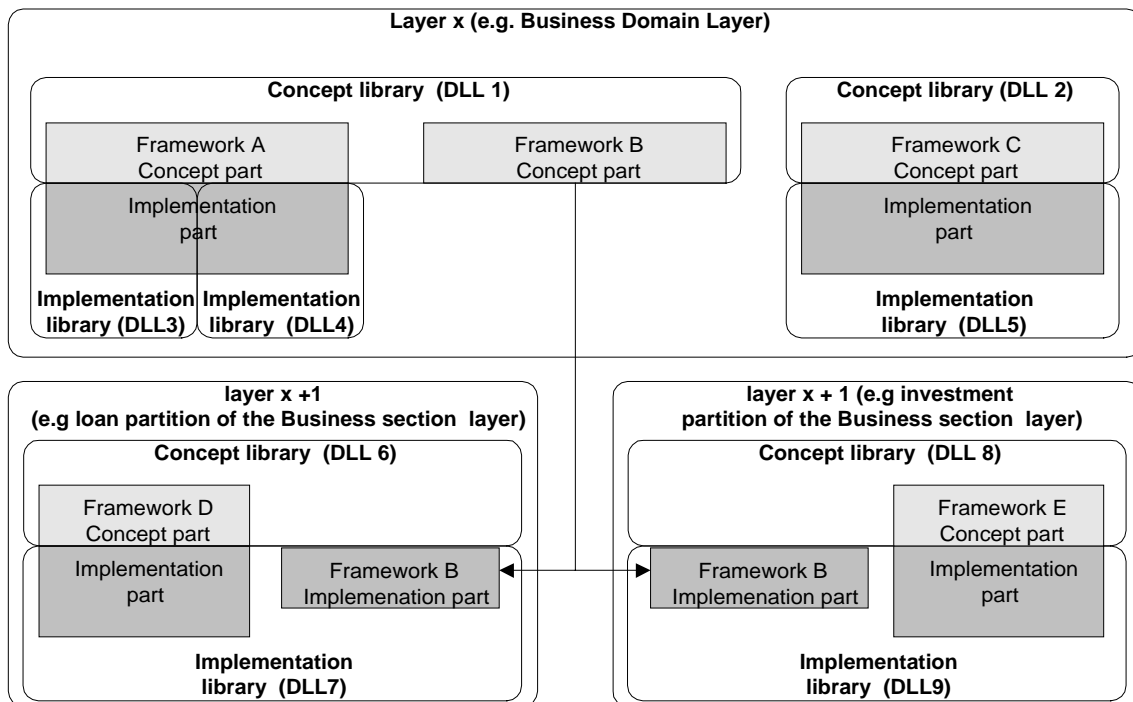 Layer x (e.g. Business Domain Layer)
Concept library (DLL 1)
Concept library (DLL 2)
Framework A
Concept part
Framework B
Concept part
Framework C
Concept part
Implementation
part
Implementation
part
Implementation
library (DLL3)
Implementation
library (DLL4)
Implementation
library (DLL5)
layer x +1
(e.g loan partition of the Business section layer)
layer x + 1 (e.g investment
partition of the Business section layer)
Concept library (DLL 6)
Concept library (DLL 8)
Framework D
Concept part
Framework E
Concept part
Implementation
part
Framework B
Implemenation part
Framework B
Implemenation part
Implementation
part
Implementation
library (DLL7)
Implementation
library (DLL9)